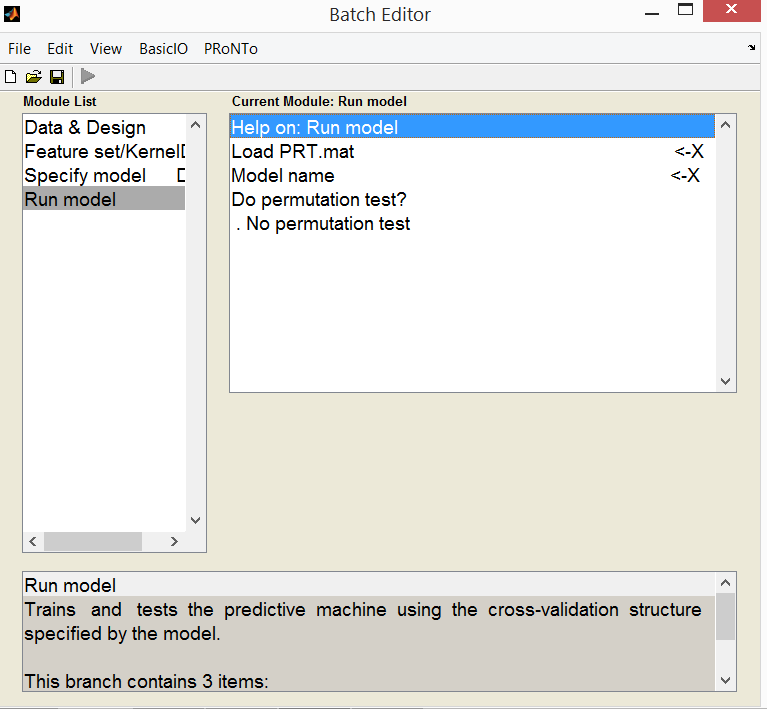 Batch Editor
File Edit View BasicIO PRoNTo
Module List
Data & Design
Feature set/KernelD
Specify model D
Run model
Current Module: Run model
Help on: Run model
Load PRT.mat <-X
Model name <-X
Do permutation test?
. No permutation test
Run model
Trains and tests the predictive machine using the cross-validation structure
specified by the model.
This branch contains 3 items: